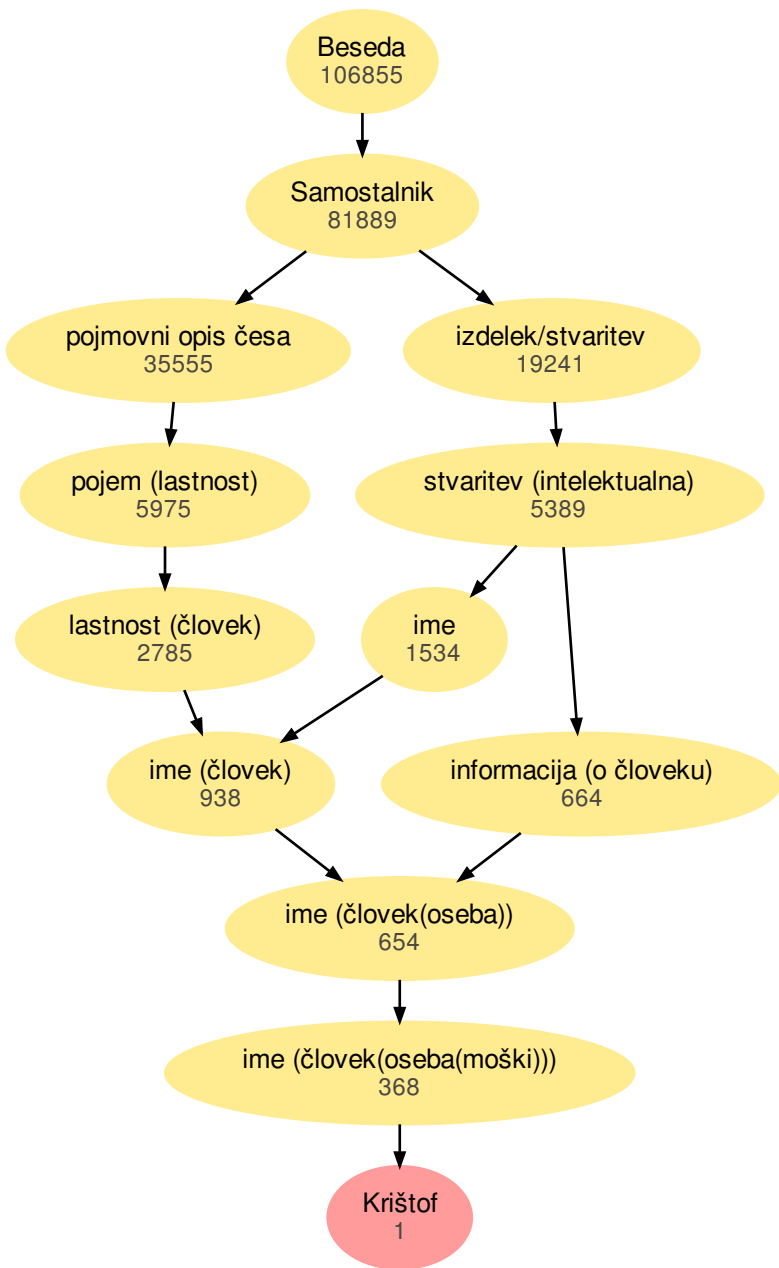 Beseda
106855
Samostalnik
81889
pojmovni opis česa
35555
izdelek/stvaritev
19241
pojem (lastnost)
5975
stvaritev (intelektualna)
5389
lastnost (človek)
2785
ime
1534
ime (človek)
938
informacija (o človeku)
664
ime (človek(oseba))
654
ime (človek(oseba(moški)))
368
Krištof
1